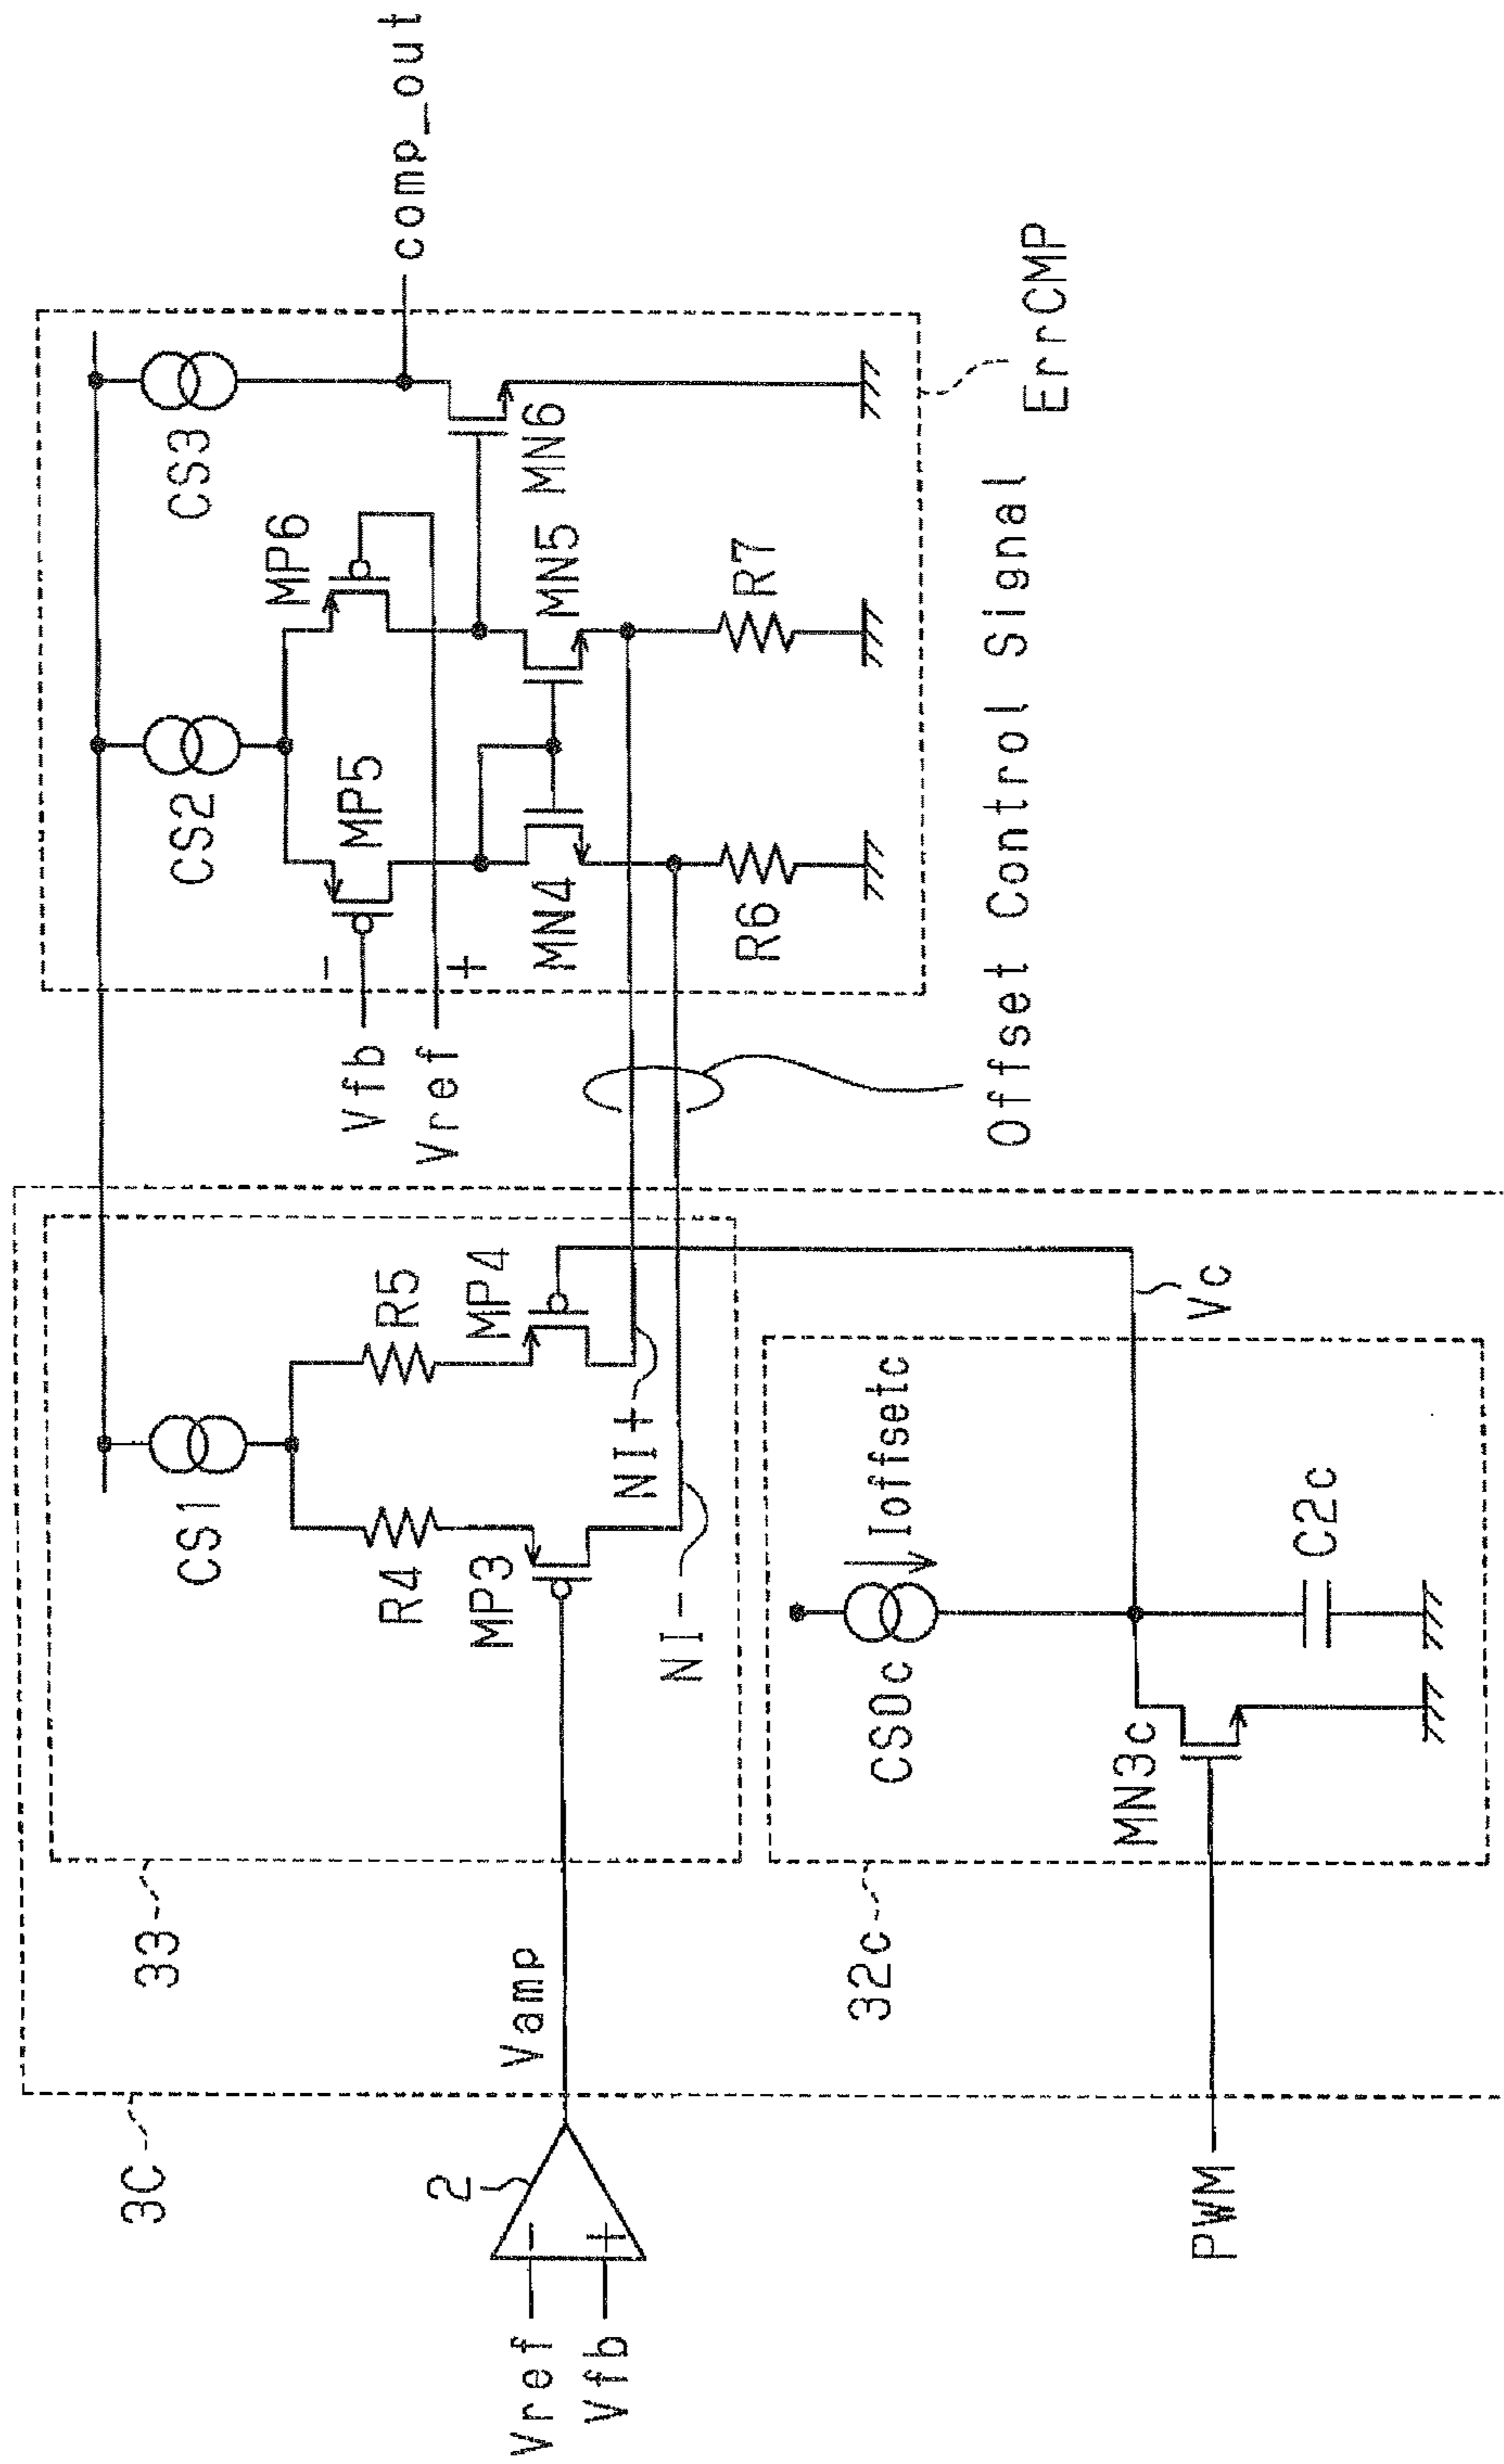 3C
33
CS1
R4
R5
MP3
MP4
NI+
NI-
Vamp
2
Vref
-
Vfb
+
32c
CS0c
Ioffsetc
MN3c
C2c
Vc
PWM
CS2
CS3
MP5
MP6
Vfb
-
Vref
+
MN4
MN5
MN6
R6
R7
comp_out
ErrCMP
Offset Control Signal